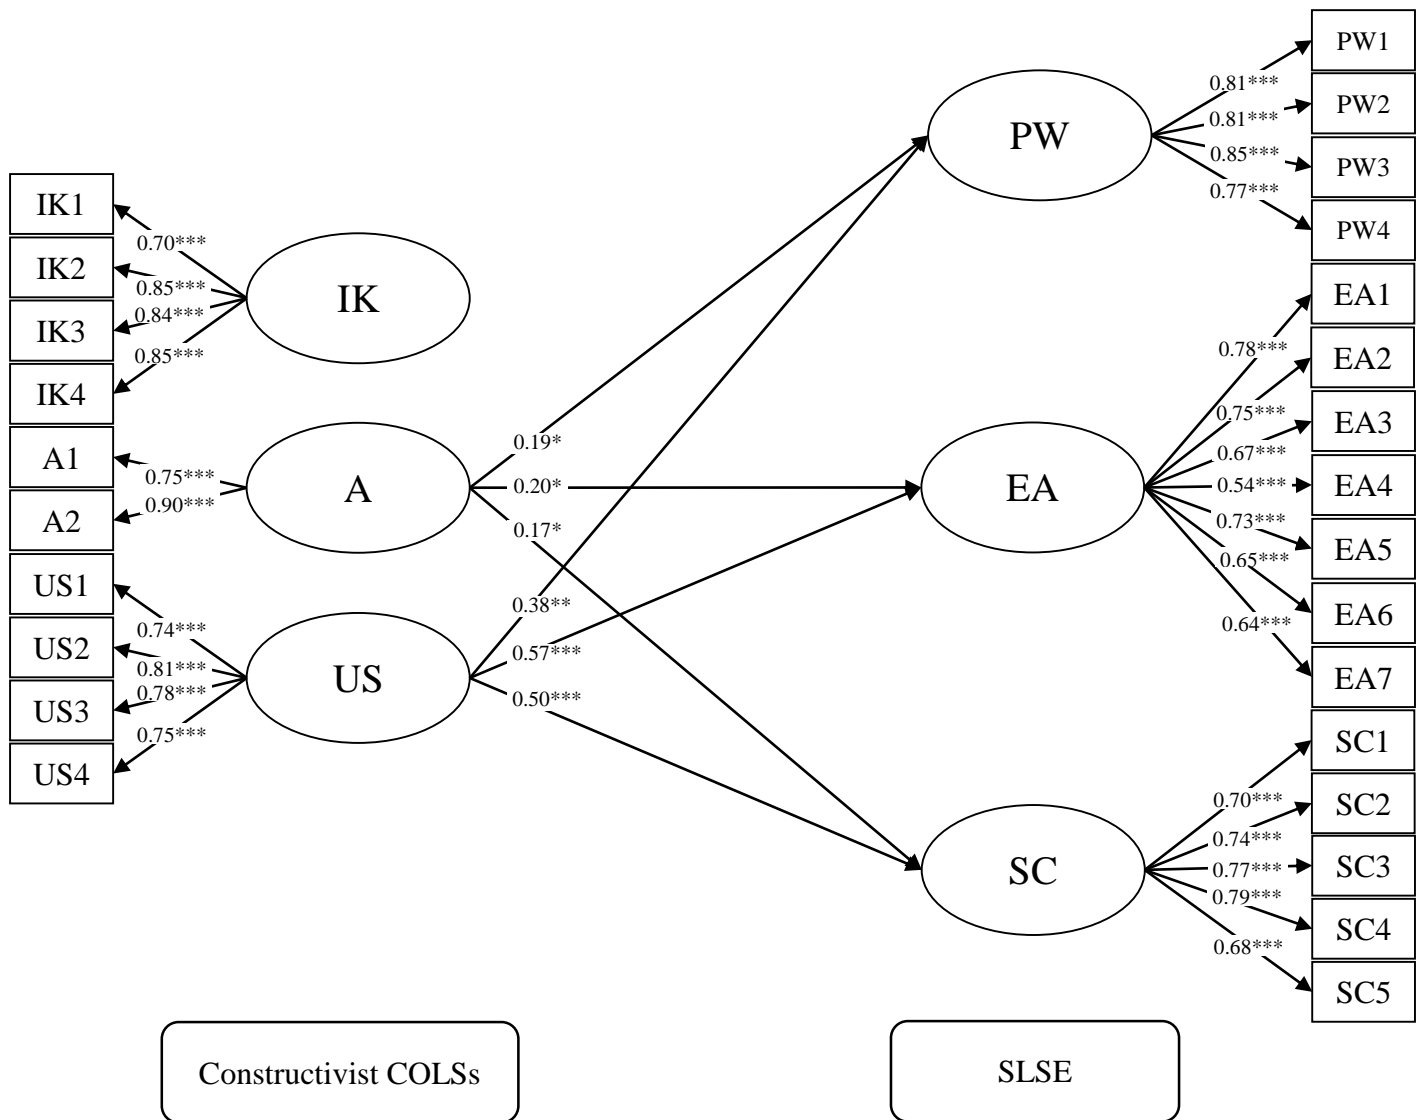 IK1
IK2
IK3
IK4
A1
A2
US1
US2
US3
US4
0.70***
0.85***
0.84***
0.85***
0.75***
0.90***
0.74***
0.81***
0.78***
0.75***
IK
A
US
0.19*
0.20*
0.17*
0.38**
0.57***
0.50***
PW
EA
SC
0.81***
0.81***
0.85***
0.77***
0.78***
0.75***
0.67***
0.54***
0.73***
0.65***
0.64***
0.70***
0.74***
0.77***
0.79***
0.68***
PW1
PW2
PW3
PW4
EA1
EA2
EA3
EA4
EA5
EA6
EA7
SC1
SC2
SC3
SC4
SC5
Constructivist COLSs
SLSE